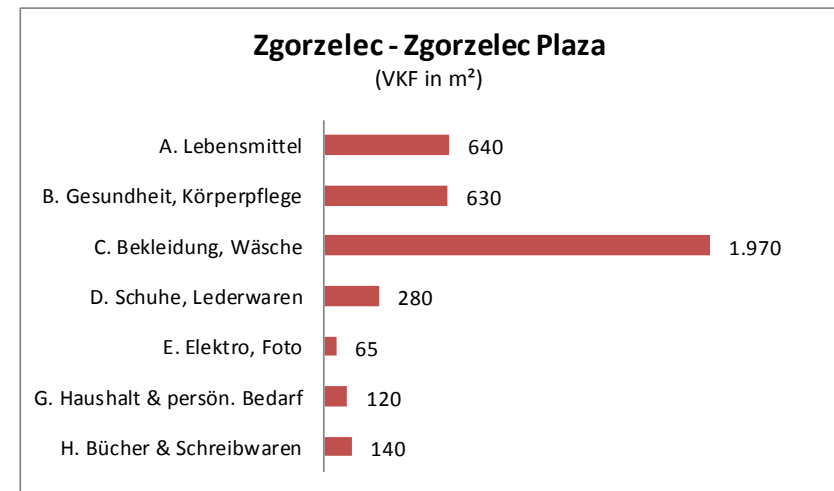 Zgorzelec - Zgorzelec Plaza
(VKF in m²)
A. Lebensmittel 640
B. Gesundheit, Körperpflege 630
C. Bekleidung, Wäsche 1.970
D. Schuhe, Lederwaren 280
E. Elektro, Foto 65
G. Haushalt & persön. Bedarf 120
H. Bücher & Schreibwaren 140